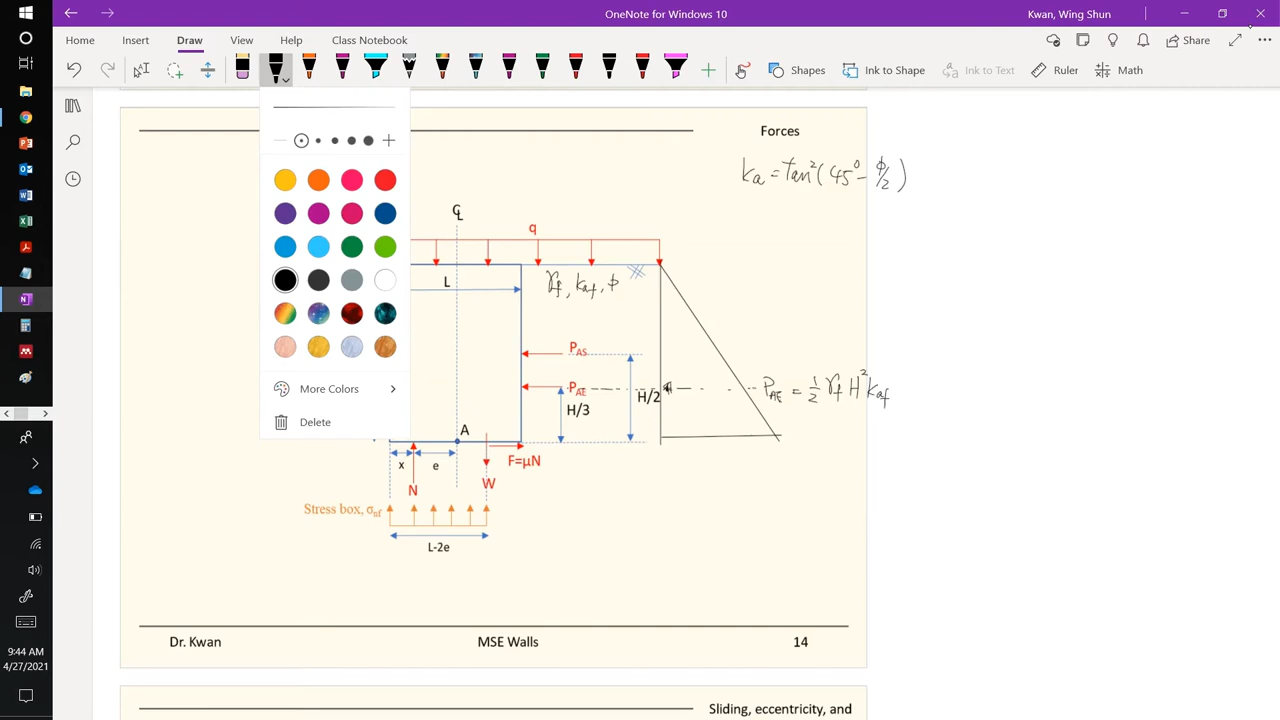 OneNote for Windows 10
Kwan, Wing Shun
Home
Insert
Draw
View
Help
Class Notebook
Share
Shapes
Ink to Shape
Ink to Text
Ruler
Math
More Colors
Delete
Forces
ka = tan²(45° - ϕ/2)
℄
q
L
γf, kaf, ϕ
PAS
PAE
H/3
H/2
PAE = 1/2 γf H² kaf
A
x
e
F=μN
N
W
Stress box, σnf
L-2e
Dr. Kwan
MSE Walls
14
Sliding, eccentricity, and
9:44 AM
4/27/2021